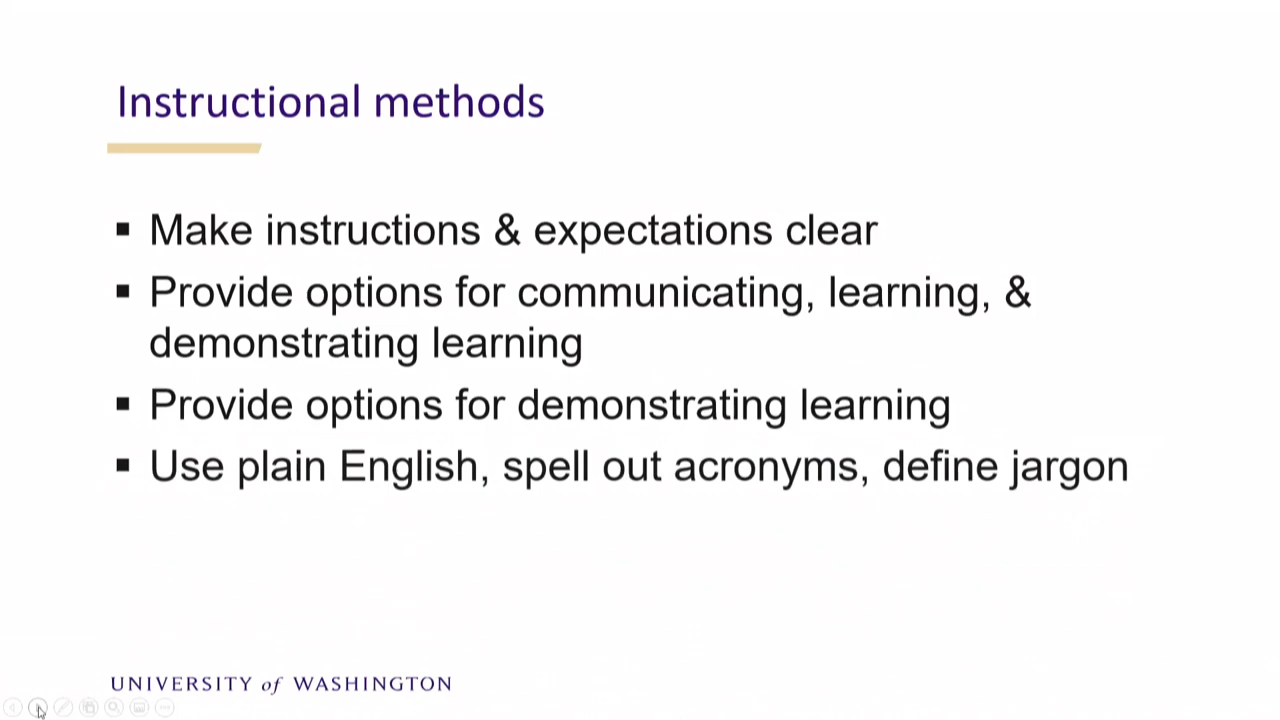 Instructional methods
▪ Make instructions & expectations clear
▪ Provide options for communicating, learning, &
demonstrating learning
▪ Provide options for demonstrating learning
▪ Use plain English, spell out acronyms, define jargon
UNIVERSITY of WASHINGTON